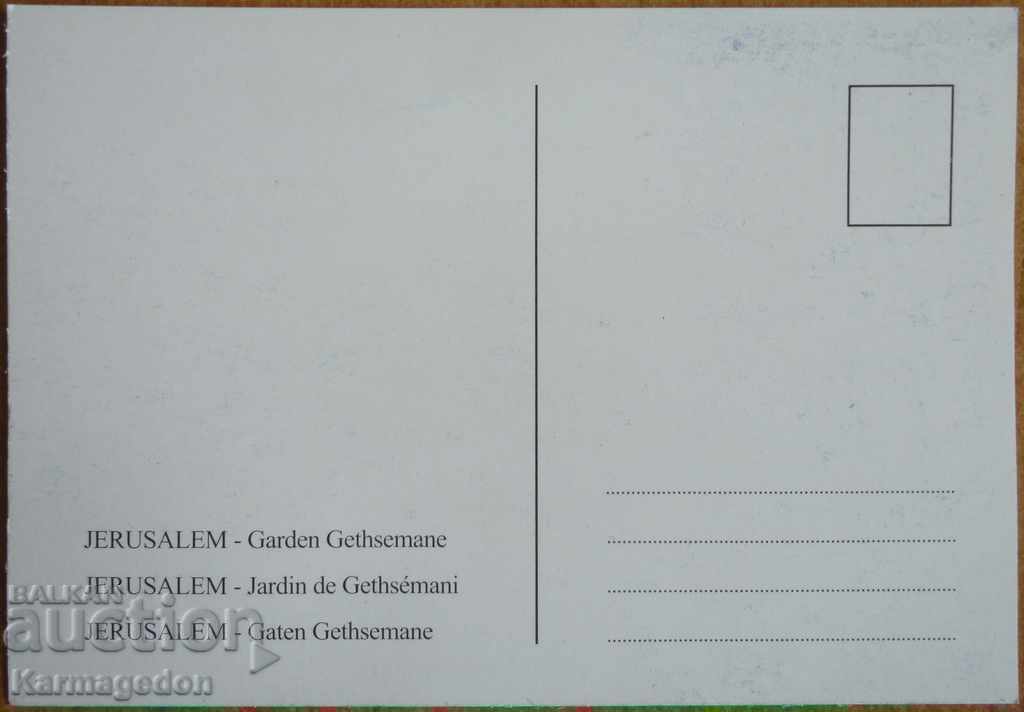 JERUSALEM - Garden Gethsemane
JERUSALEM - Jardin de Gethsémani
JERUSALEM - Gaten Gethsemane
BALKAN
auction
Karmagedon